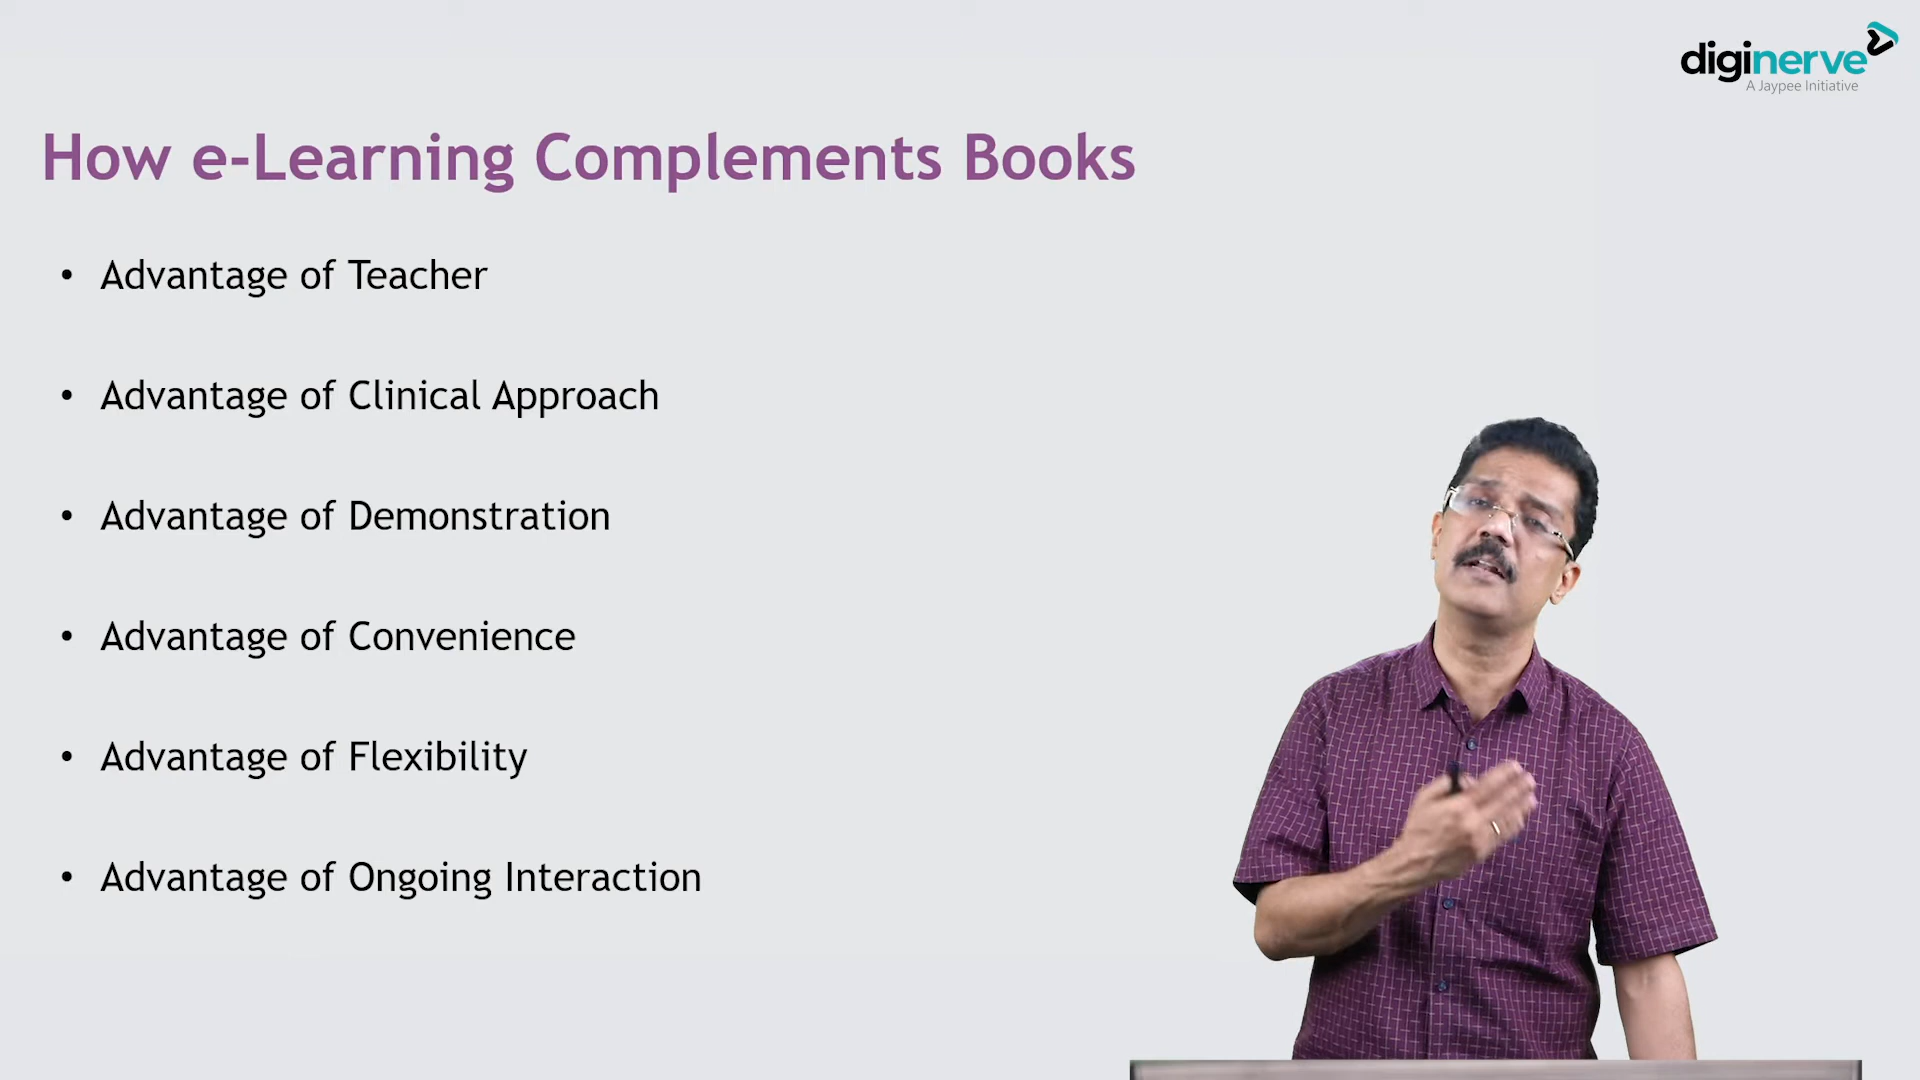 diginerve
A Jaypee Initiative
How e-Learning Complements Books
• Advantage of Teacher
• Advantage of Clinical Approach
• Advantage of Demonstration
• Advantage of Convenience
• Advantage of Flexibility
• Advantage of Ongoing Interaction